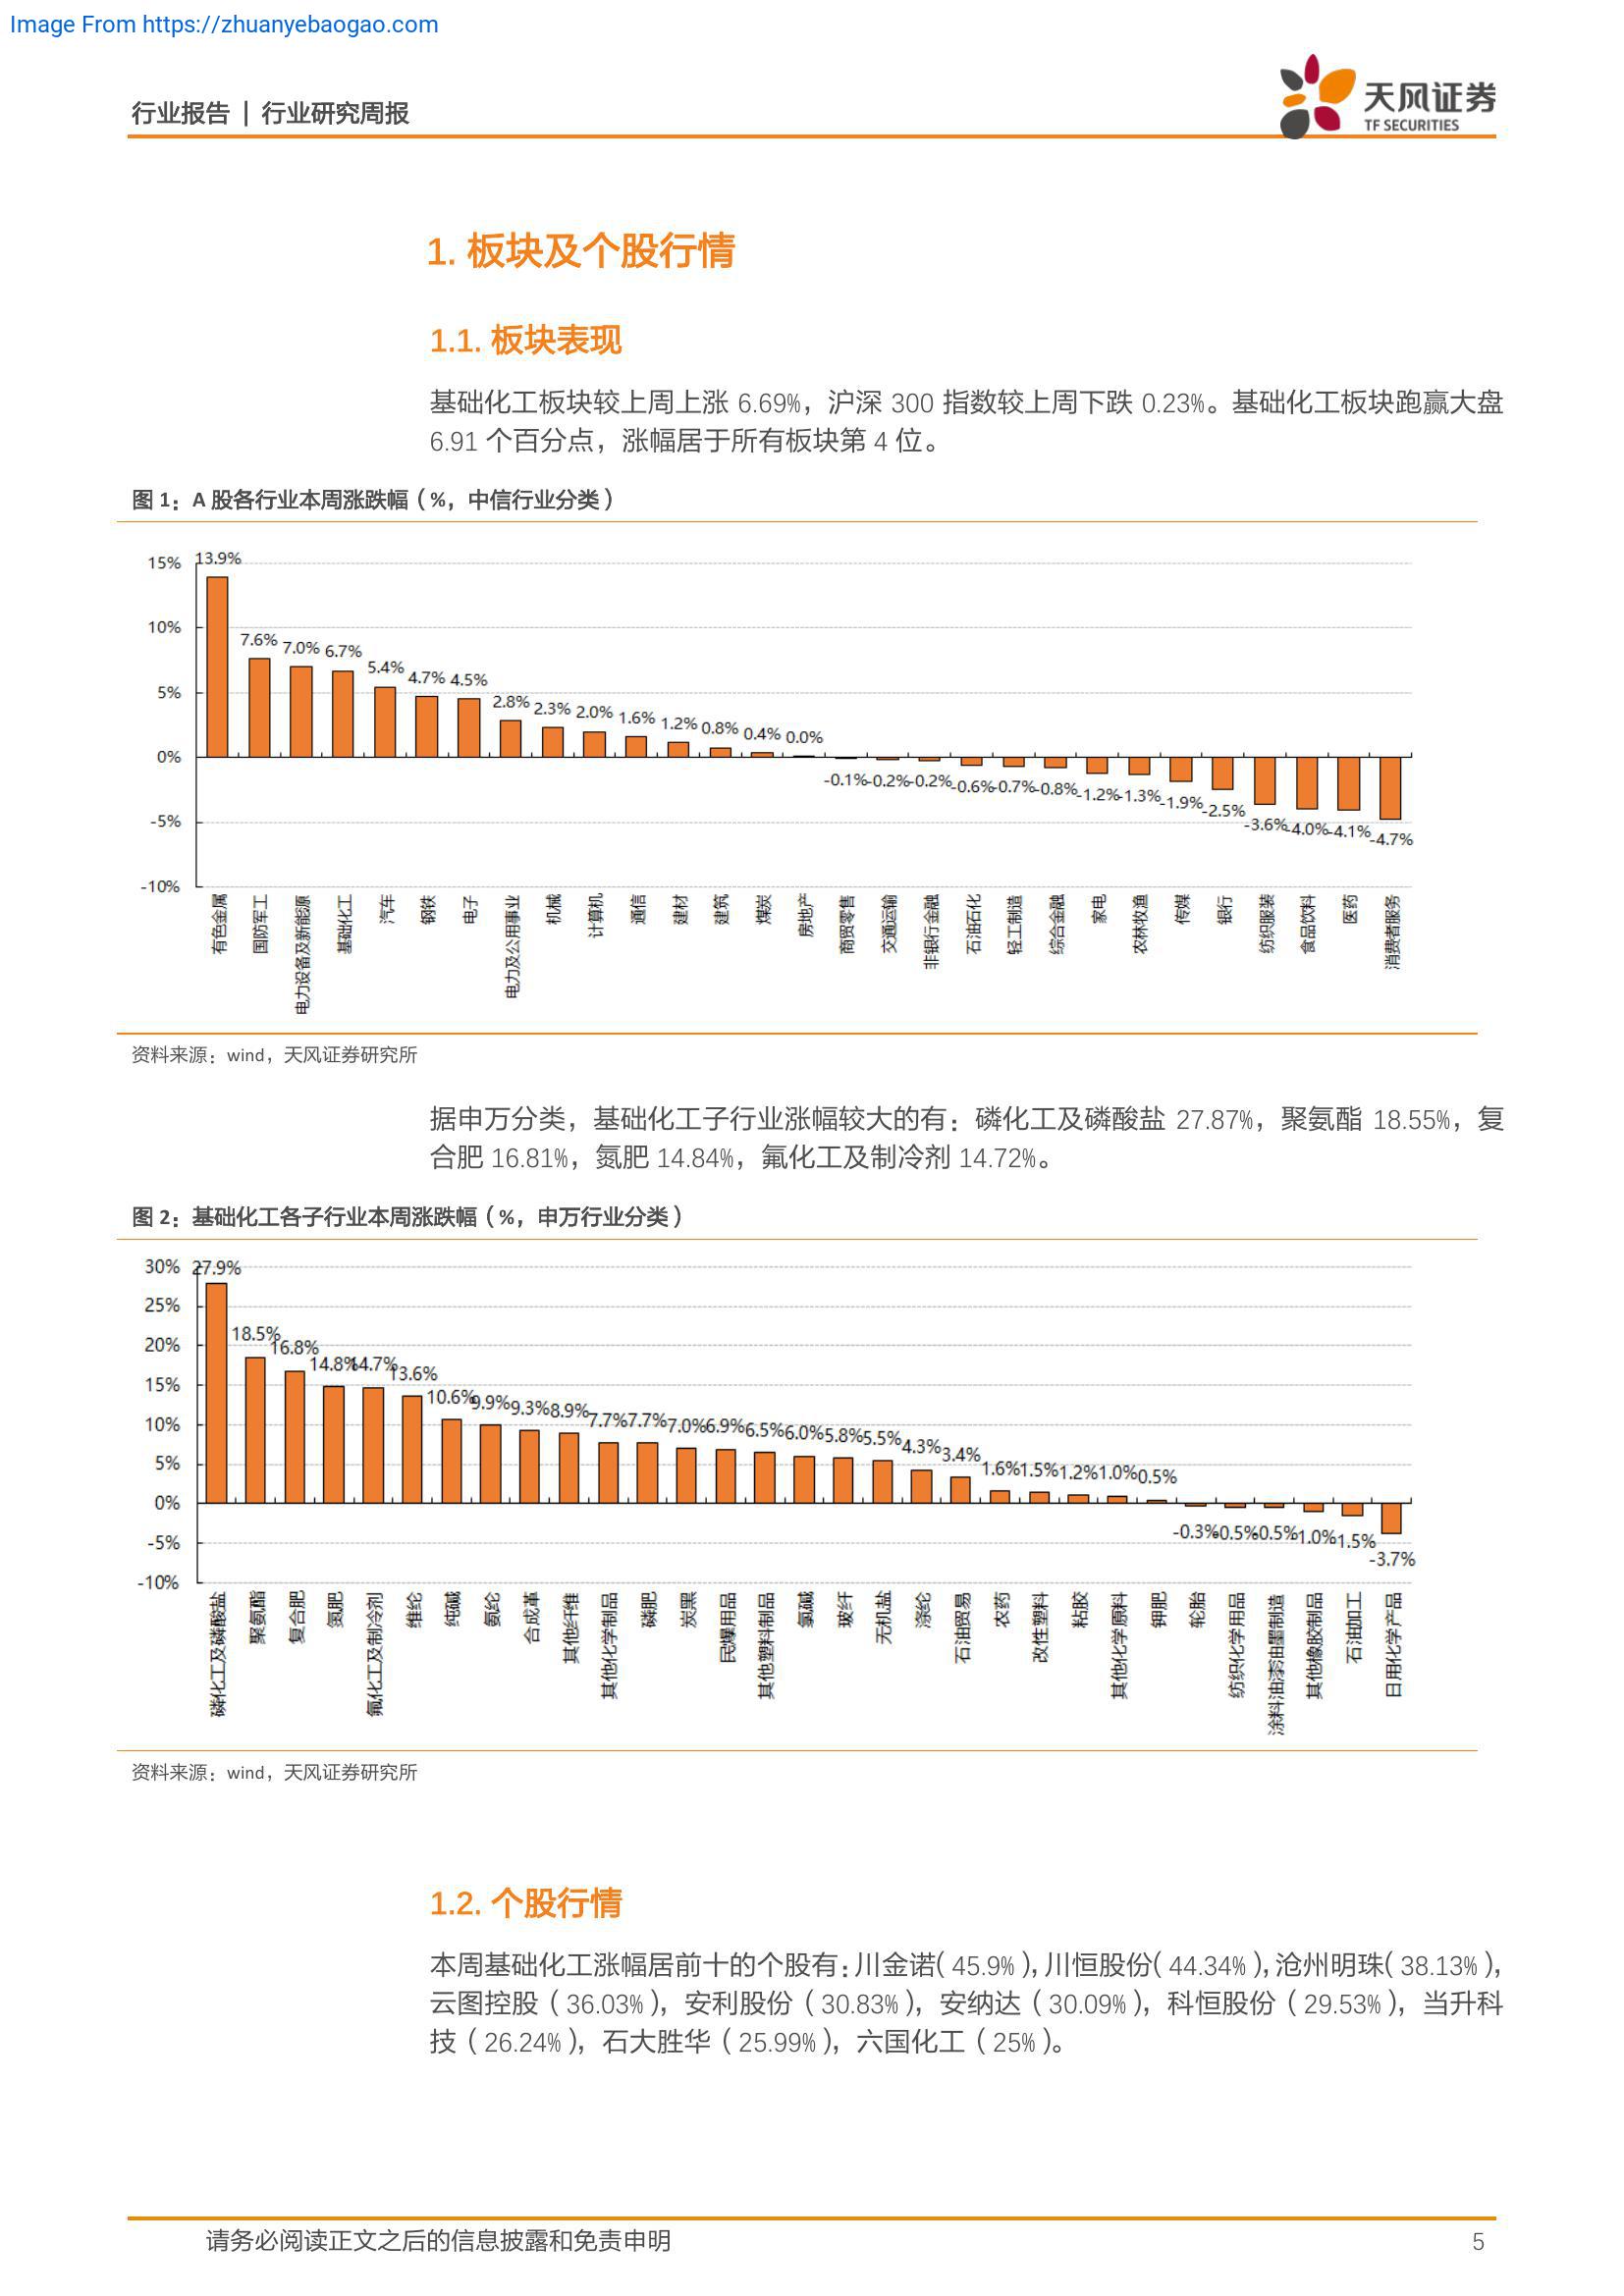 Image From https://zhuanyebaogao.com
行业报告 | 行业研究周报
天风证券
TF SECURITIES
1. 板块及个股行情
1.1. 板块表现
基础化工板块较上周上涨 6.69%，沪深 300 指数较上周下跌 0.23%。基础化工板块跑赢大盘
6.91 个百分点，涨幅居于所有板块第 4 位。
图 1：A 股各行业本周涨跌幅（%，中信行业分类）
15%
10%
5%
0%
-5%
-10%
13.9% 7.6% 7.0% 6.7% 5.4% 4.7% 4.5% 2.8% 2.3% 2.0% 1.6% 1.2% 0.8% 0.4% 0.0% -0.1% -0.2% -0.2% -0.6% -0.7% -0.8% -1.2% -1.3% -1.9% -2.5% -3.6% -4.0% -4.1% -4.7%
有色金属
国防军工
电力设备及新能源
基础化工
汽车
钢铁
电子
电力及公用事业
机械
计算机
通信
建材
建筑
煤炭
房地产
商贸零售
交通运输
非银行金融
石油石化
轻工制造
综合金融
家电
农林牧渔
传媒
银行
纺织服装
食品饮料
医药
消费者服务
资料来源：wind，天风证券研究所
据申万分类，基础化工子行业涨幅较大的有：磷化工及磷酸盐 27.87%，聚氨酯 18.55%，复
合肥 16.81%，氮肥 14.84%，氟化工及制冷剂 14.72%。
图 2：基础化工各子行业本周涨跌幅（%，申万行业分类）
30%
25%
20%
15%
10%
5%
0%
-5%
-10%
27.9% 18.5% 16.8% 14.8% 14.7% 13.6% 10.6% 9.9% 9.3% 8.9% 7.7% 7.7% 7.0% 6.9% 6.5% 6.0% 5.8% 5.5% 4.3% 3.4% 1.6% 1.5% 1.2% 1.0% 0.5% -0.3% -0.5% -0.5% -1.0% -1.5% -3.7%
磷化工及磷酸盐
聚氨酯
复合肥
氮肥
氟化工及制冷剂
维纶
纯碱
氨纶
合成革
其他纤维
其他化学制品
磷肥
炭黑
民爆用品
其他塑料制品
氯碱
玻纤
无机盐
涤纶
石油贸易
农药
改性塑料
粘胶
其他化学原料
钾肥
轮胎
纺织化学用品
涂料油漆油墨制造
其他橡胶制品
石油加工
日用化学产品
资料来源：wind，天风证券研究所
1.2. 个股行情
本周基础化工涨幅居前十的个股有：川金诺（45.9%），川恒股份（44.34%），沧州明珠（38.13%），
云图控股（36.03%），安利股份（30.83%），安纳达（30.09%），科恒股份（29.53%），当升科
技（26.24%），石大胜华（25.99%），六国化工（25%）。
请务必阅读正文之后的信息披露和免责申明
5